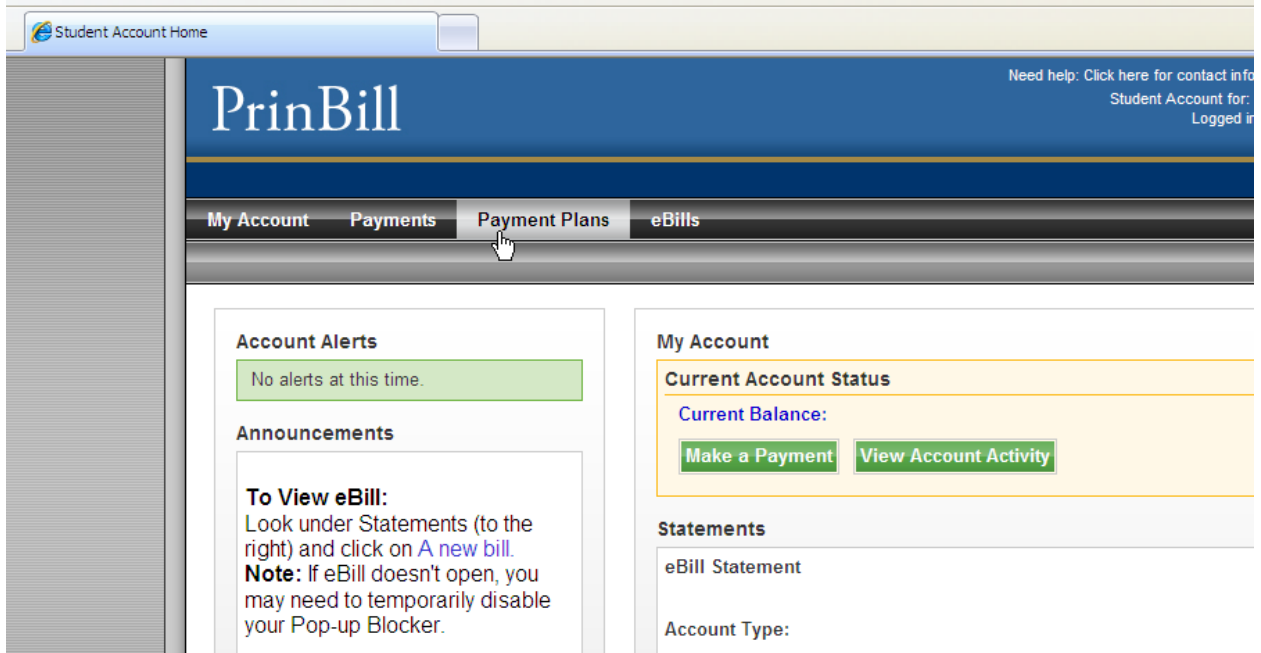 Student Account Home
PrinBill
Need help: Click here for contact info
Student Account for:
Logged in
My Account Payments Payment Plans eBills
Account Alerts
No alerts at this time.
Announcements
To View eBill:
Look under Statements (to the
right) and click on A new bill.
Note: If eBill doesn't open, you
may need to temporarily disable
your Pop-up Blocker.
My Account
Current Account Status
Current Balance:
Make a Payment View Account Activity
Statements
eBill Statement
Account Type: